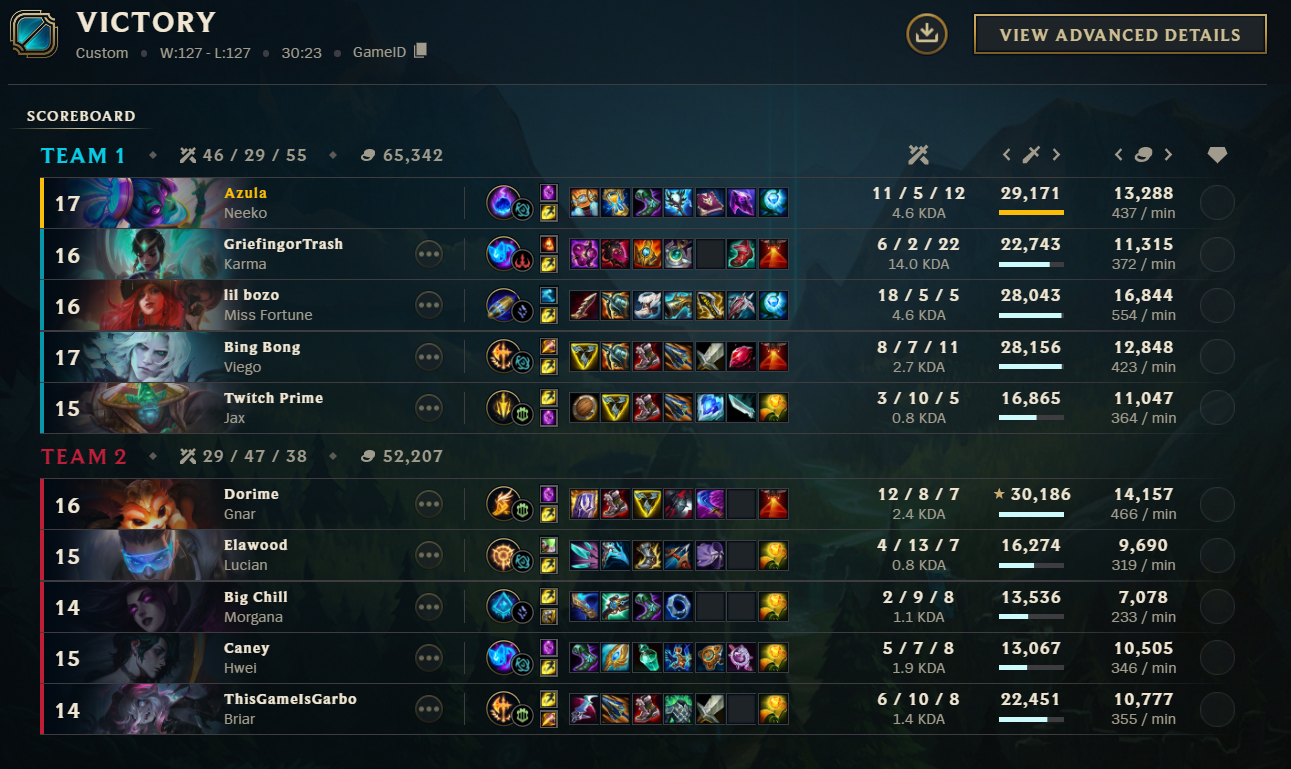 VICTORY
Custom • W:127 - L:127 • 30:23 • GameID
VIEW ADVANCED DETAILS
SCOREBOARD
TEAM 1 46 / 29 / 55 65,342
17 Azula 11 / 5 / 12 29,171 13,288
Neeko 4.6 KDA 437 / min
16 GriefingorTrash 6 / 2 / 22 22,743 11,315
Karma 14.0 KDA 372 / min
16 lil bozo 18 / 5 / 5 28,043 16,844
Miss Fortune 4.6 KDA 554 / min
17 Bing Bong 8 / 7 / 11 28,156 12,848
Viego 2.7 KDA 423 / min
15 Twitch Prime 3 / 10 / 5 16,865 11,047
Jax 0.8 KDA 364 / min
TEAM 2 29 / 47 / 38 52,207
16 Dorime 12 / 8 / 7 30,186 14,157
Gnar 2.4 KDA 466 / min
15 Elawood 4 / 13 / 7 16,274 9,690
Lucian 0.8 KDA 319 / min
14 Big Chill 2 / 9 / 8 13,536 7,078
Morgana 1.1 KDA 233 / min
15 Caney 5 / 7 / 8 13,067 10,505
Hwei 1.9 KDA 346 / min
14 ThisGameIsGarbo 6 / 10 / 8 22,451 10,777
Briar 1.4 KDA 355 / min